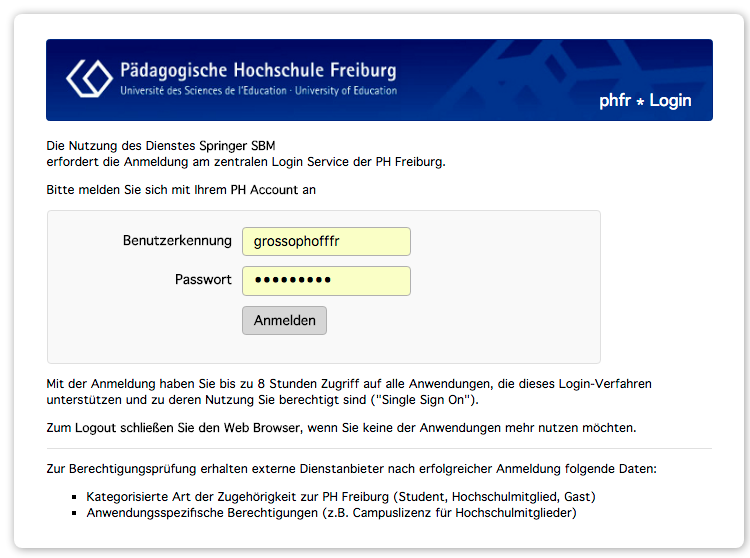 Pädagogische Hochschule Freiburg
Université des Sciences de l'Education · University of Education
phfr * Login
Die Nutzung des Dienstes Springer SBM
erfordert die Anmeldung am zentralen Login Service der PH Freiburg.
Bitte melden Sie sich mit Ihrem PH Account an
Benutzerkennung grossophofffr
Passwort •••••••••
Anmelden
Mit der Anmeldung haben Sie bis zu 8 Stunden Zugriff auf alle Anwendungen, die dieses Login-Verfahren
unterstützen und zu deren Nutzung Sie berechtigt sind ("Single Sign On").
Zum Logout schließen Sie den Web Browser, wenn Sie keine der Anwendungen mehr nutzen möchten.
Zur Berechtigungsprüfung erhalten externe Dienstanbieter nach erfolgreicher Anmeldung folgende Daten:
▪ Kategorisierte Art der Zugehörigkeit zur PH Freiburg (Student, Hochschulmitglied, Gast)
▪ Anwendungsspezifische Berechtigungen (z.B. Campuslizenz für Hochschulmitglieder)